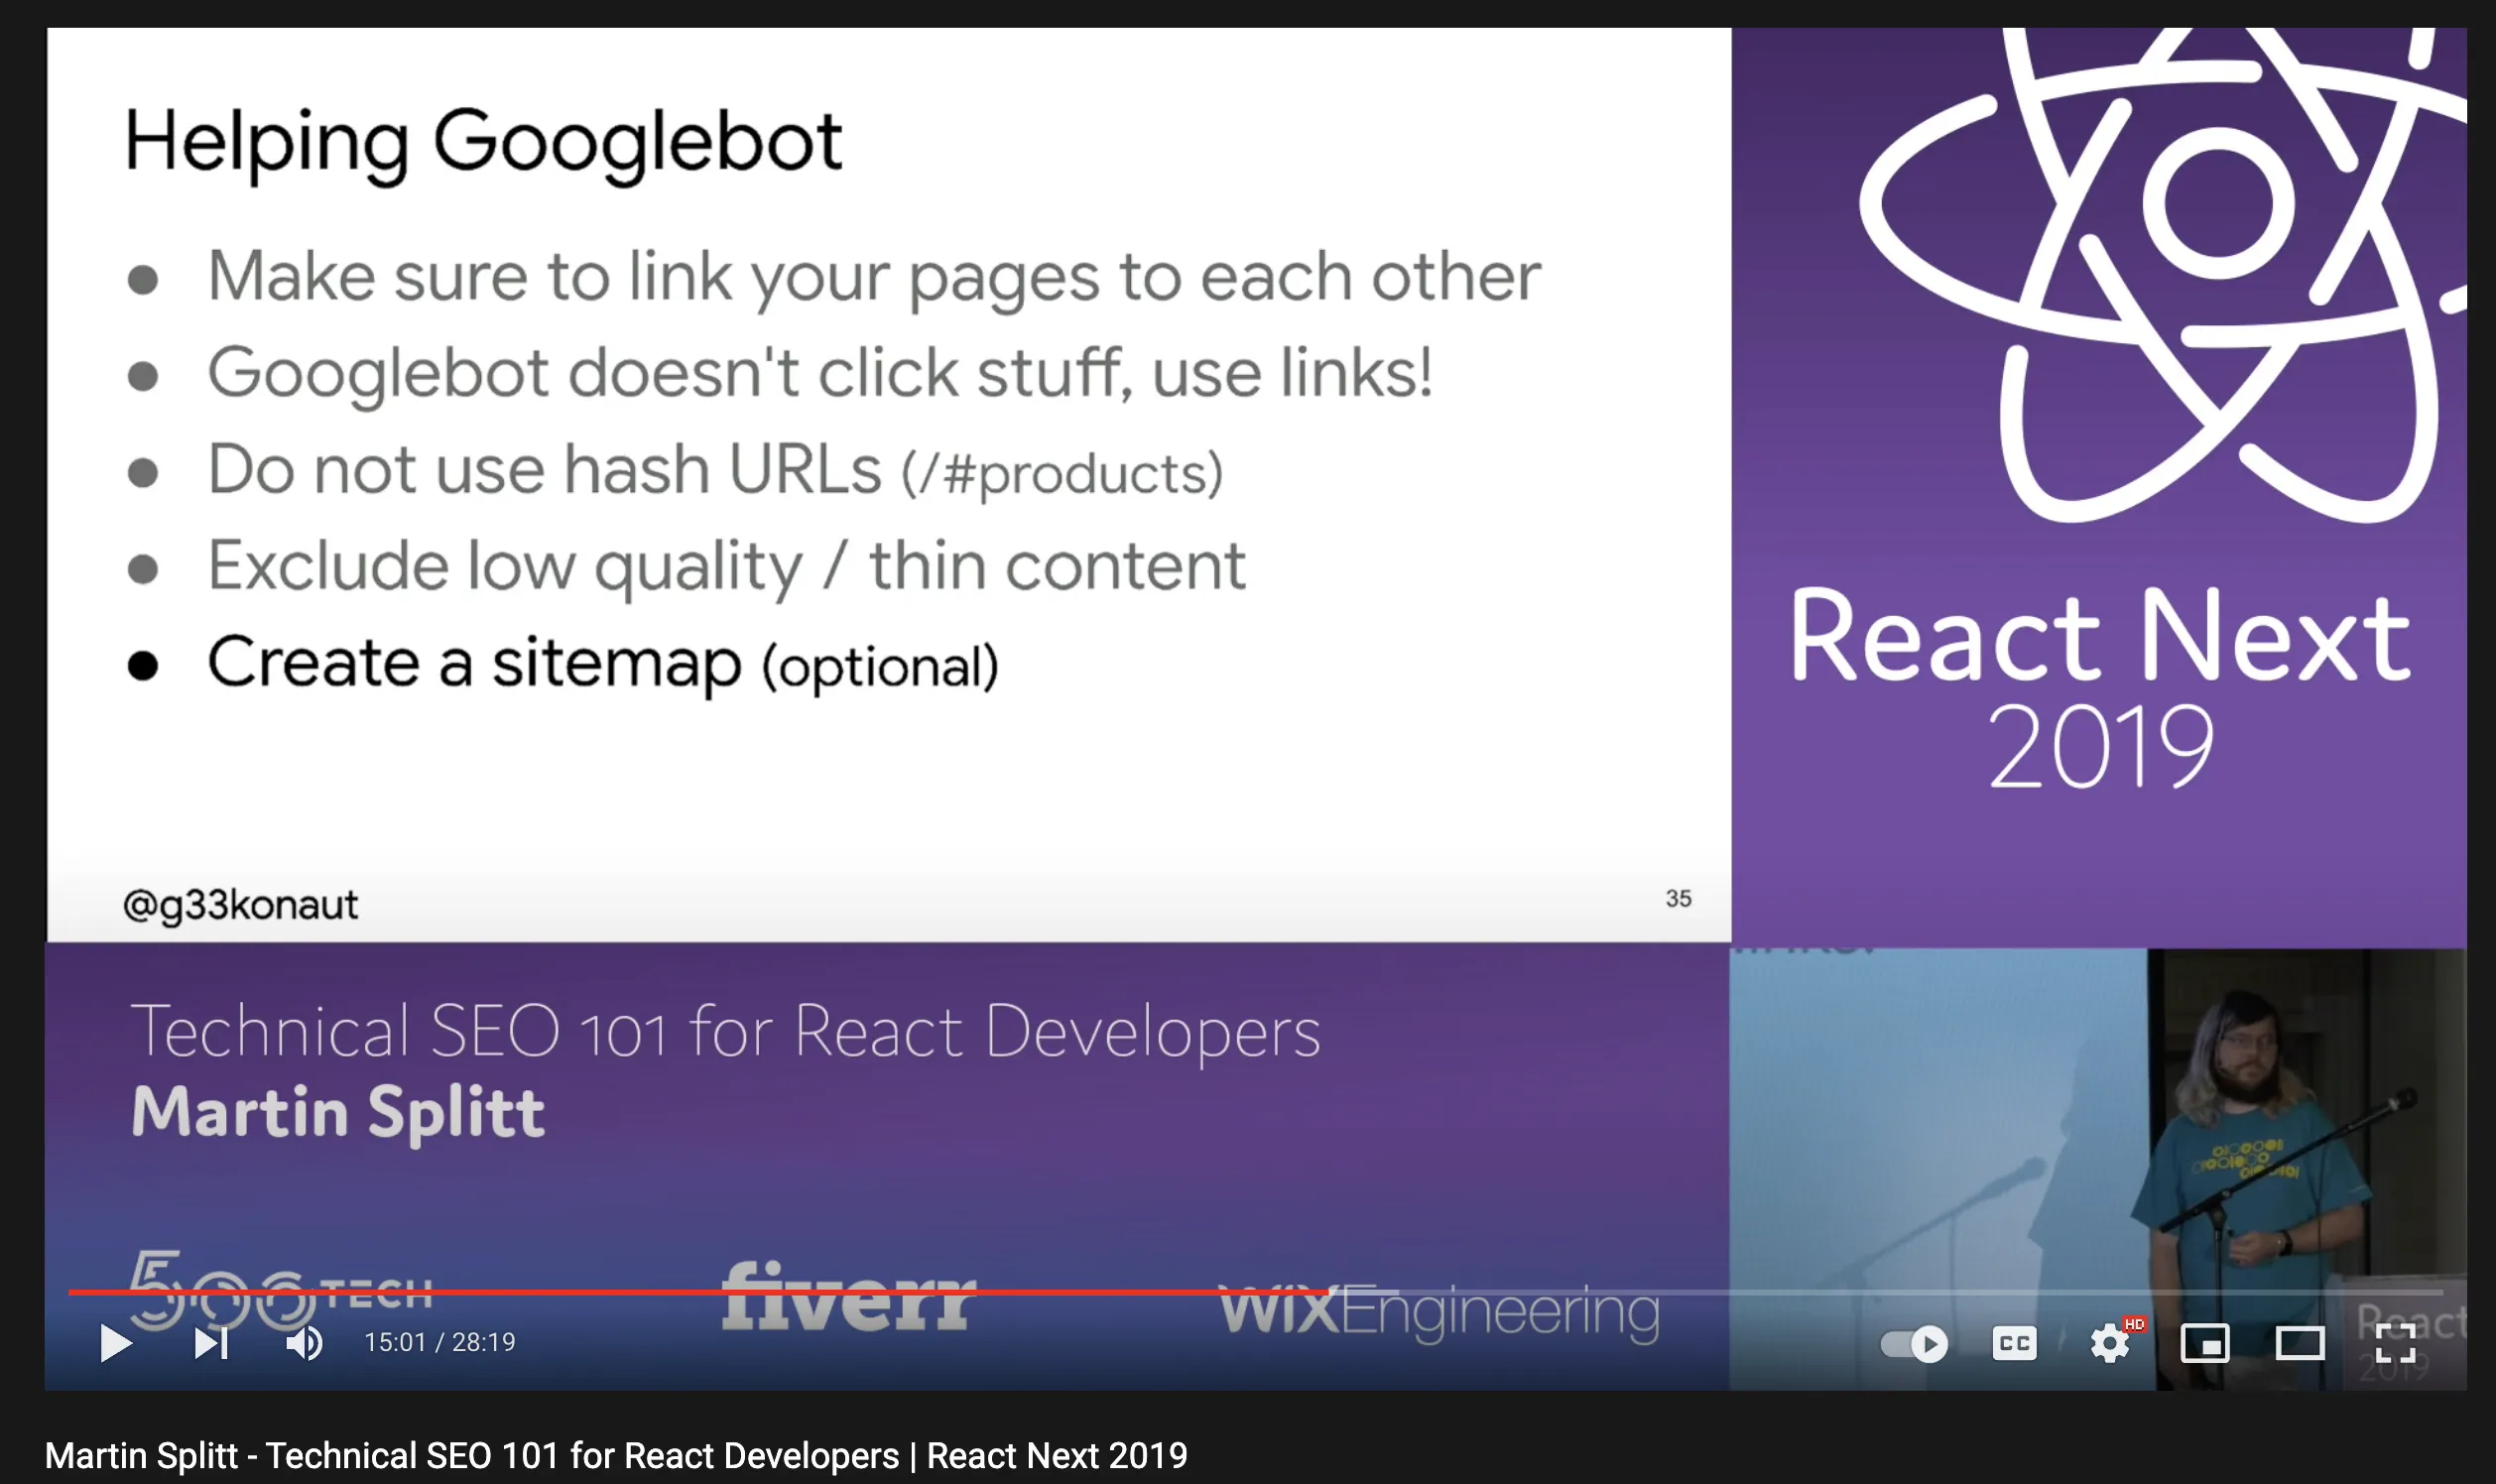 Helping Googlebot
● Make sure to link your pages to each other
● Googlebot doesn't click stuff, use links!
● Do not use hash URLs (/#products)
● Exclude low quality / thin content
● Create a sitemap (optional)
@g33konaut
35
React Next
2019
Technical SEO 101 for React Developers
Martin Splitt
500TECH
fiverr
WIXEngineering
React
2019
15:01 / 28:19
CC
HD
Martin Splitt - Technical SEO 101 for React Developers | React Next 2019